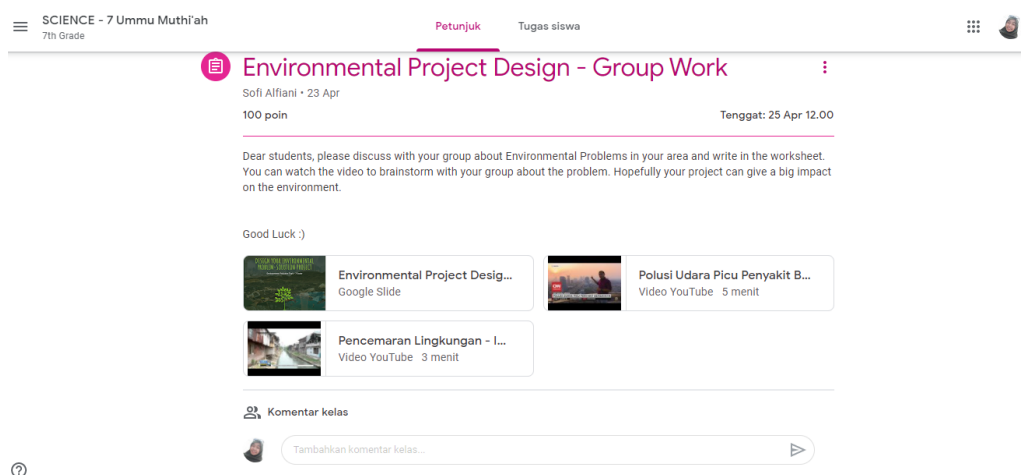 SCIENCE - 7 Ummu Muthi'ah
7th Grade
Petunjuk
Tugas siswa
Environmental Project Design - Group Work
Sofi Alfiani • 23 Apr
100 poin
Tenggat: 25 Apr 12.00
Dear students, please discuss with your group about Environmental Problems in your area and write in the worksheet.
You can watch the video to brainstorm with your group about the problem. Hopefully your project can give a big impact
on the environment.
Good Luck :)
DESIGN YOUR ENVIRONMENTAL
Environmental Project Desig...
Google Slide
Polusi Udara Picu Penyakit B...
Video YouTube 5 menit
Pencemaran Lingkungan - I...
Video YouTube 3 menit
Komentar kelas
Tambahkan komentar kelas...